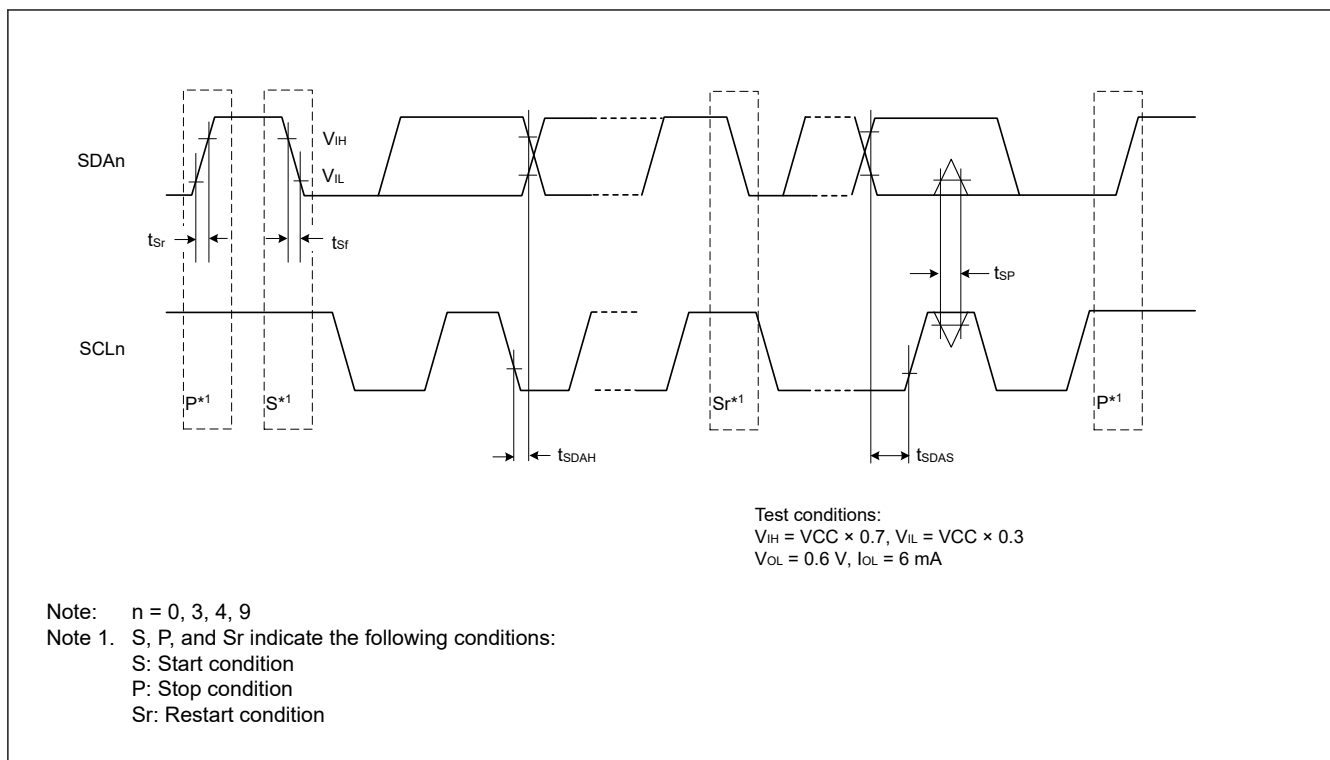 SDAn
VIH
VIL
tSr
tSf
tSP
SCLn
P*1
S*1
Sr*1
P*1
tSDAH
tSDAS
Test conditions:
VIH = VCC × 0.7, VIL = VCC × 0.3
VOL = 0.6 V, IOL = 6 mA
Note: n = 0, 3, 4, 9
Note 1. S, P, and Sr indicate the following conditions:
S: Start condition
P: Stop condition
Sr: Restart condition